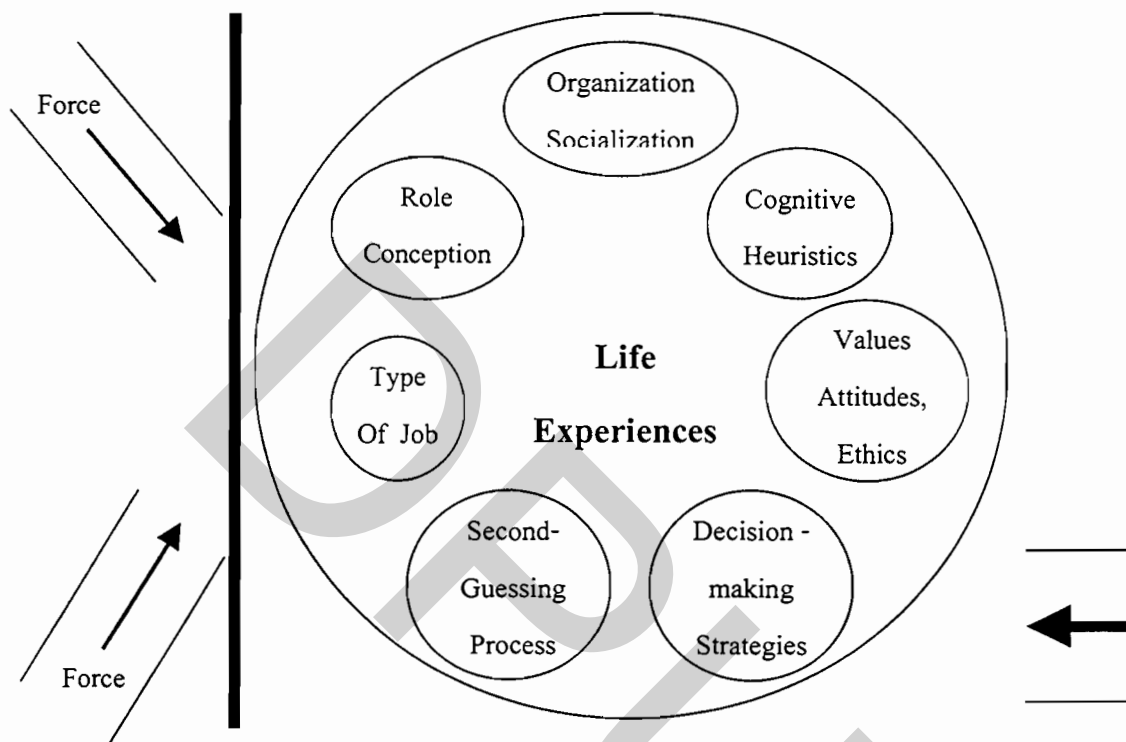 Force
Organization
Socialization
Role
Conception
Cognitive
Heuristics
Life
Experiences
Values
Attitudes,
Ethics
Type
Of Job
Second-
Guessing
Process
Decision -
making
Strategies
Force